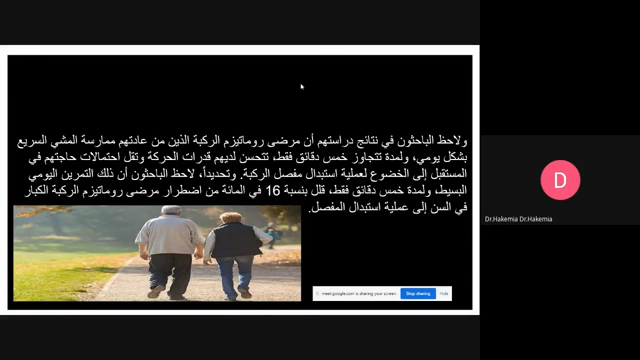 ولاحظ الباحثون في نتائج دراستهم أن مرضى روماتيزم الركبة الذين من عادتهم ممارسة المشي السريع
بشكل يومي، ولمدة تتجاوز خمس دقائق فقط، تتحسن لديهم قدرات الحركة وتقل احتمالات حاجتهم في
المستقبل إلى الخضوع لعملية استبدال مفصل الركبة. وتحديداً، لاحظ الباحثون أن ذلك التمرين اليومي
البسيط، ولمدة خمس دقائق فقط، قلل بنسبة 16 في المائة من اضطرار مرضى روماتيزم الركبة الكبار
في السن إلى عملية استبدال المفصل.
meet.google.com is sharing your screen. Stop sharing Hide
D
Dr.Hakemia Dr.Hakemia